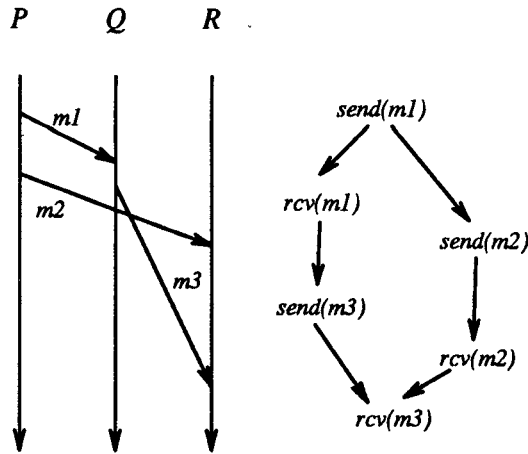 P Q R
m1
m2
m3
send(m1)
rcv(m1)
send(m2)
send(m3)
rcv(m2)
rcv(m3)